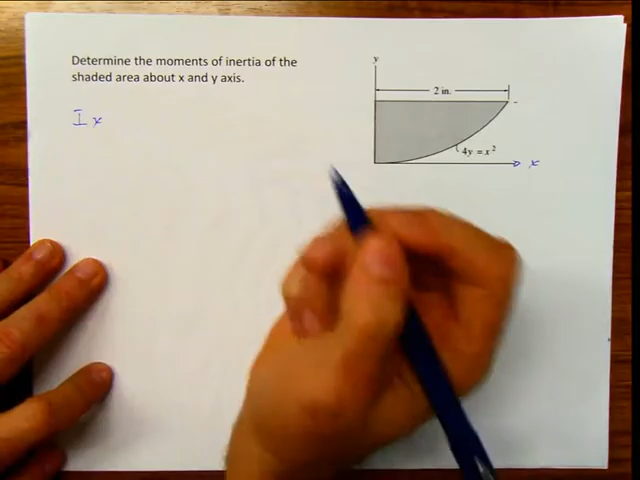 Determine the moments of inertia of the
shaded area about x and y axis.
I x
y
2 in.
4y = x²
x